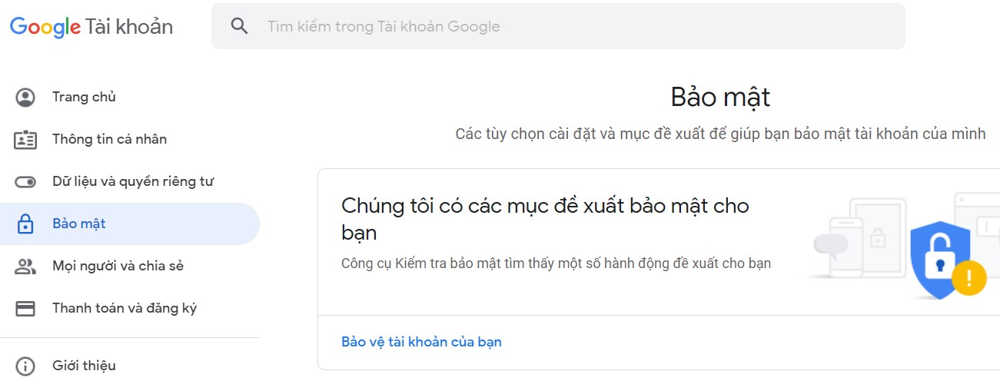 Google Tài khoản
Tìm kiếm trong Tài khoản Google
Trang chủ
Thông tin cá nhân
Dữ liệu và quyền riêng tư
Bảo mật
Mọi người và chia sẻ
Thanh toán và đăng ký
Giới thiệu
Bảo mật
Các tùy chọn cài đặt và mục đề xuất để giúp bạn bảo mật tài khoản của mình
Chúng tôi có các mục đề xuất bảo mật cho
bạn
Công cụ Kiểm tra bảo mật tìm thấy một số hành động đề xuất cho bạn
Bảo vệ tài khoản của bạn